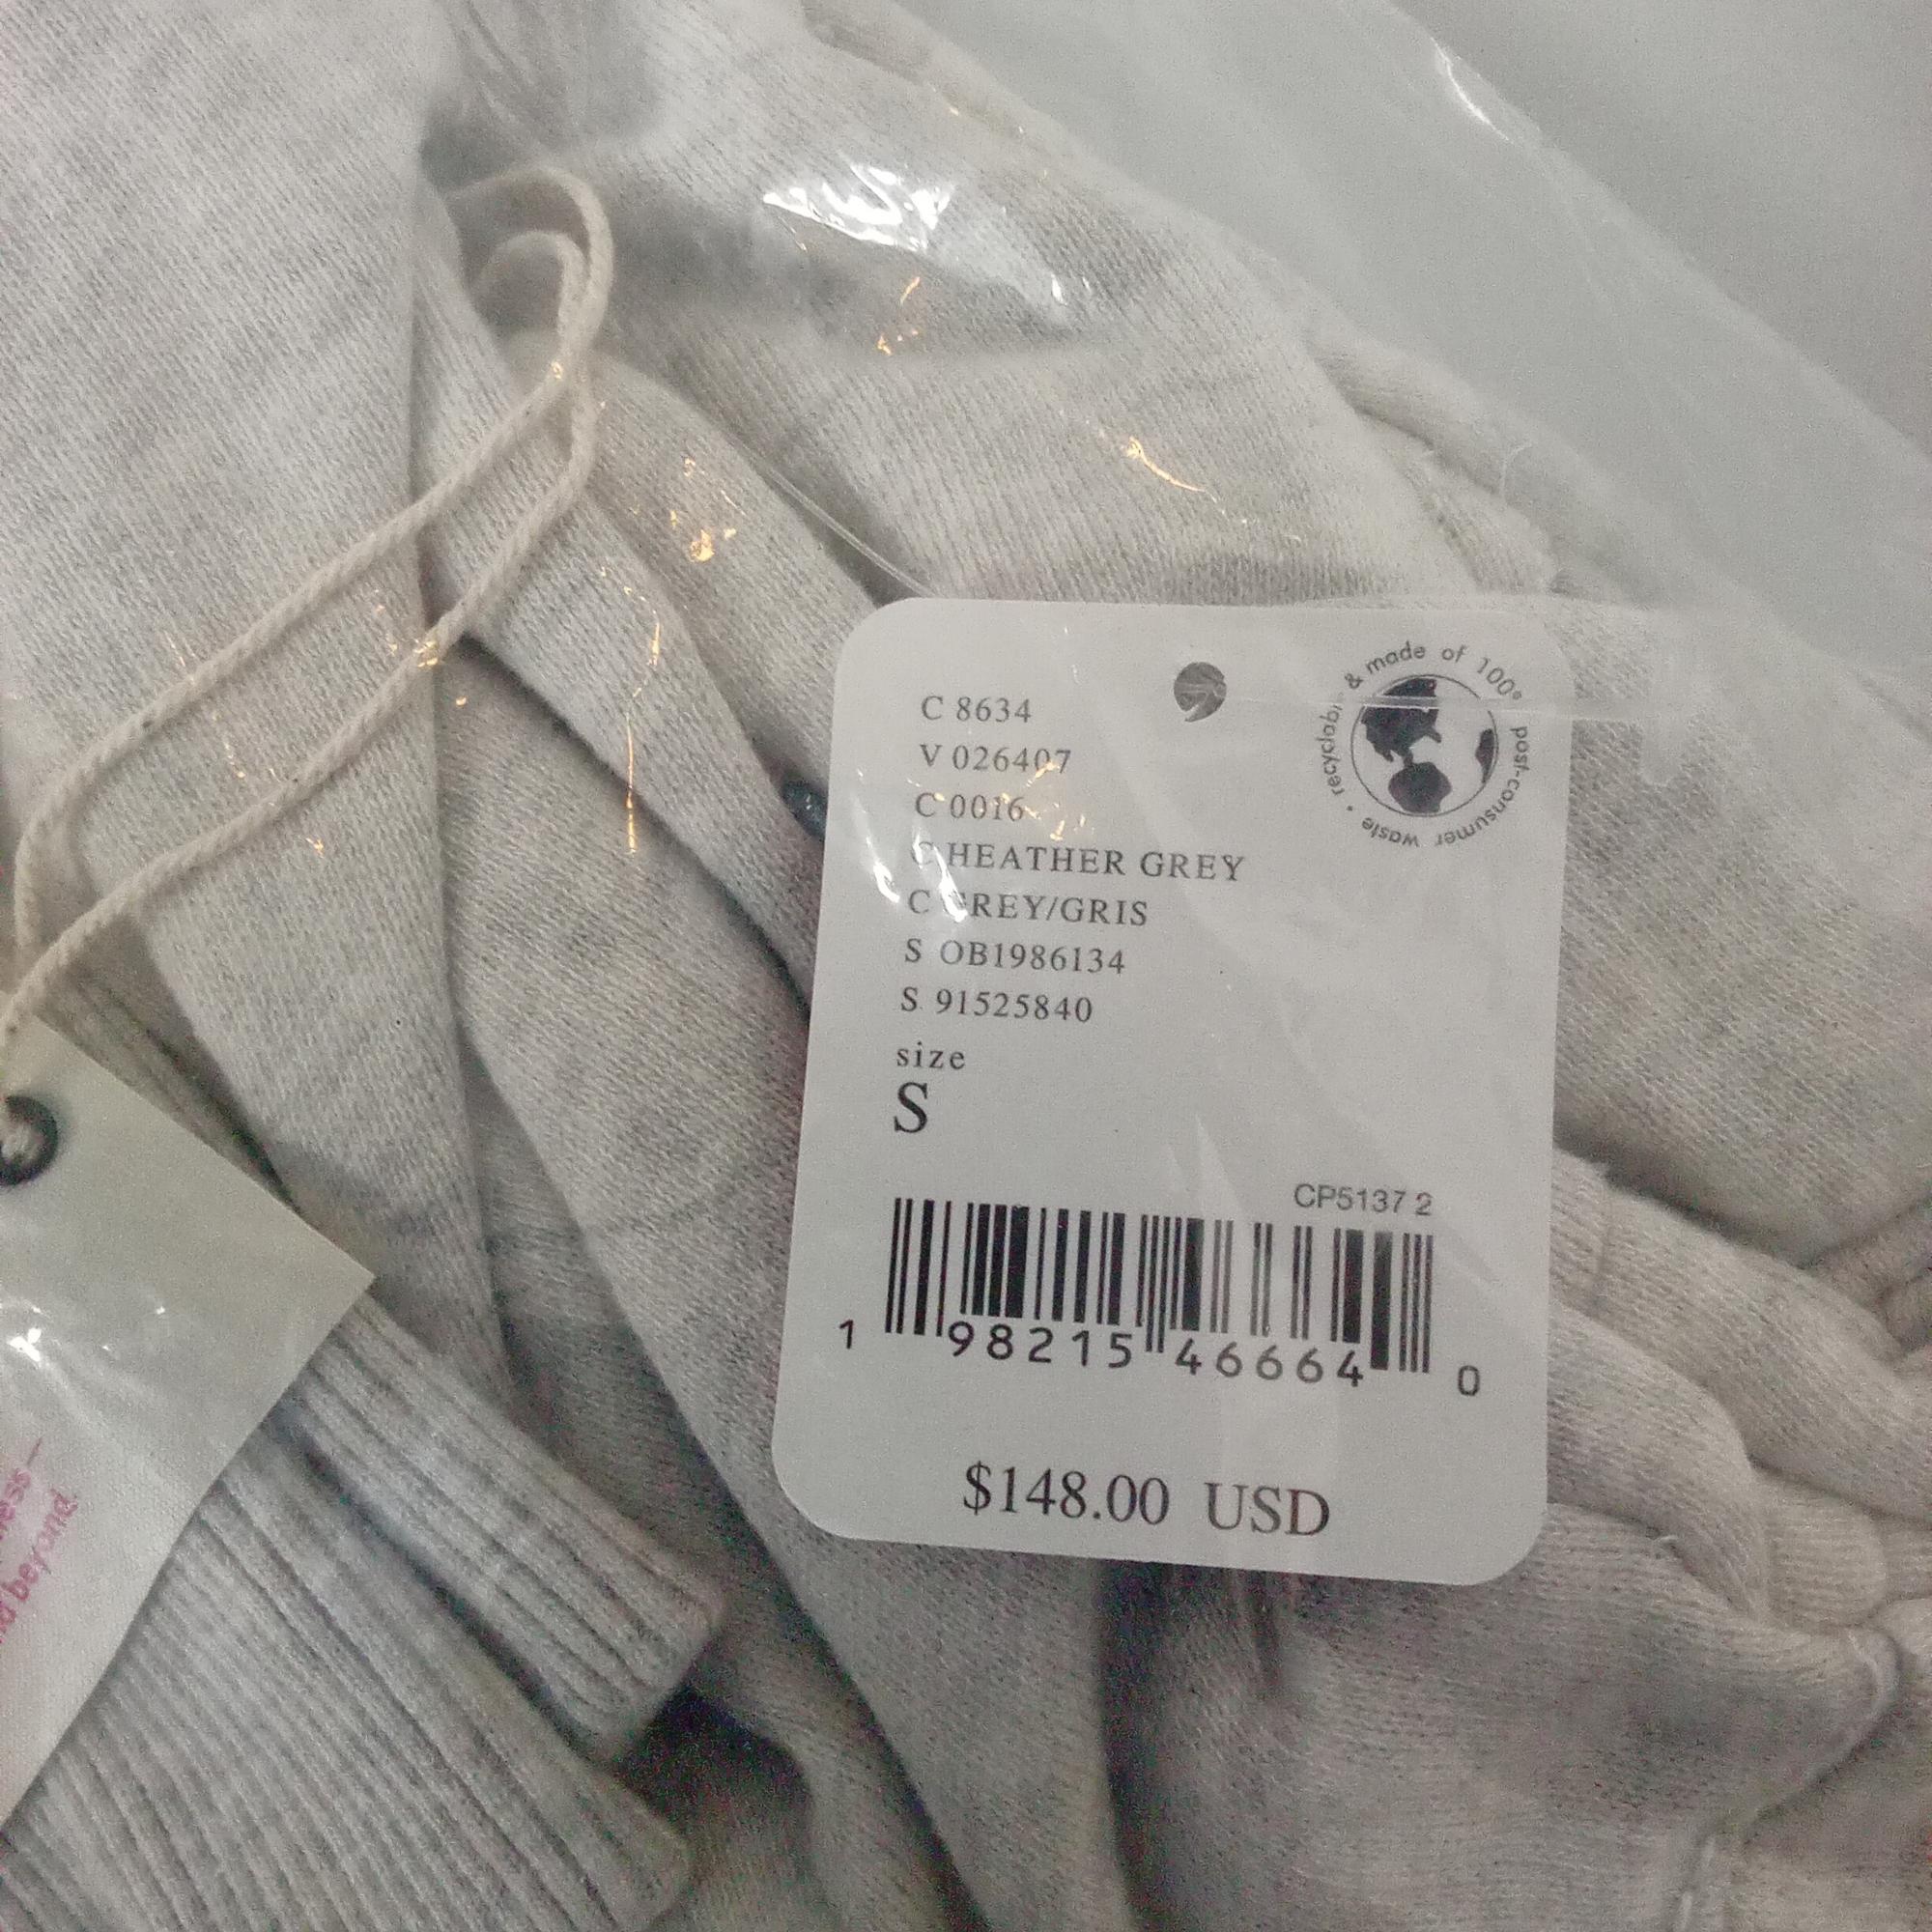 C 8634
V 026407
C 0016
C HEATHER GREY
C GREY/GRIS
S OB1986134
S 91525840
size
S
recyclable & made of 100% post-consumer waste •
CP5137 2
1 98215 46664 0
$148.00 USD
beyond.